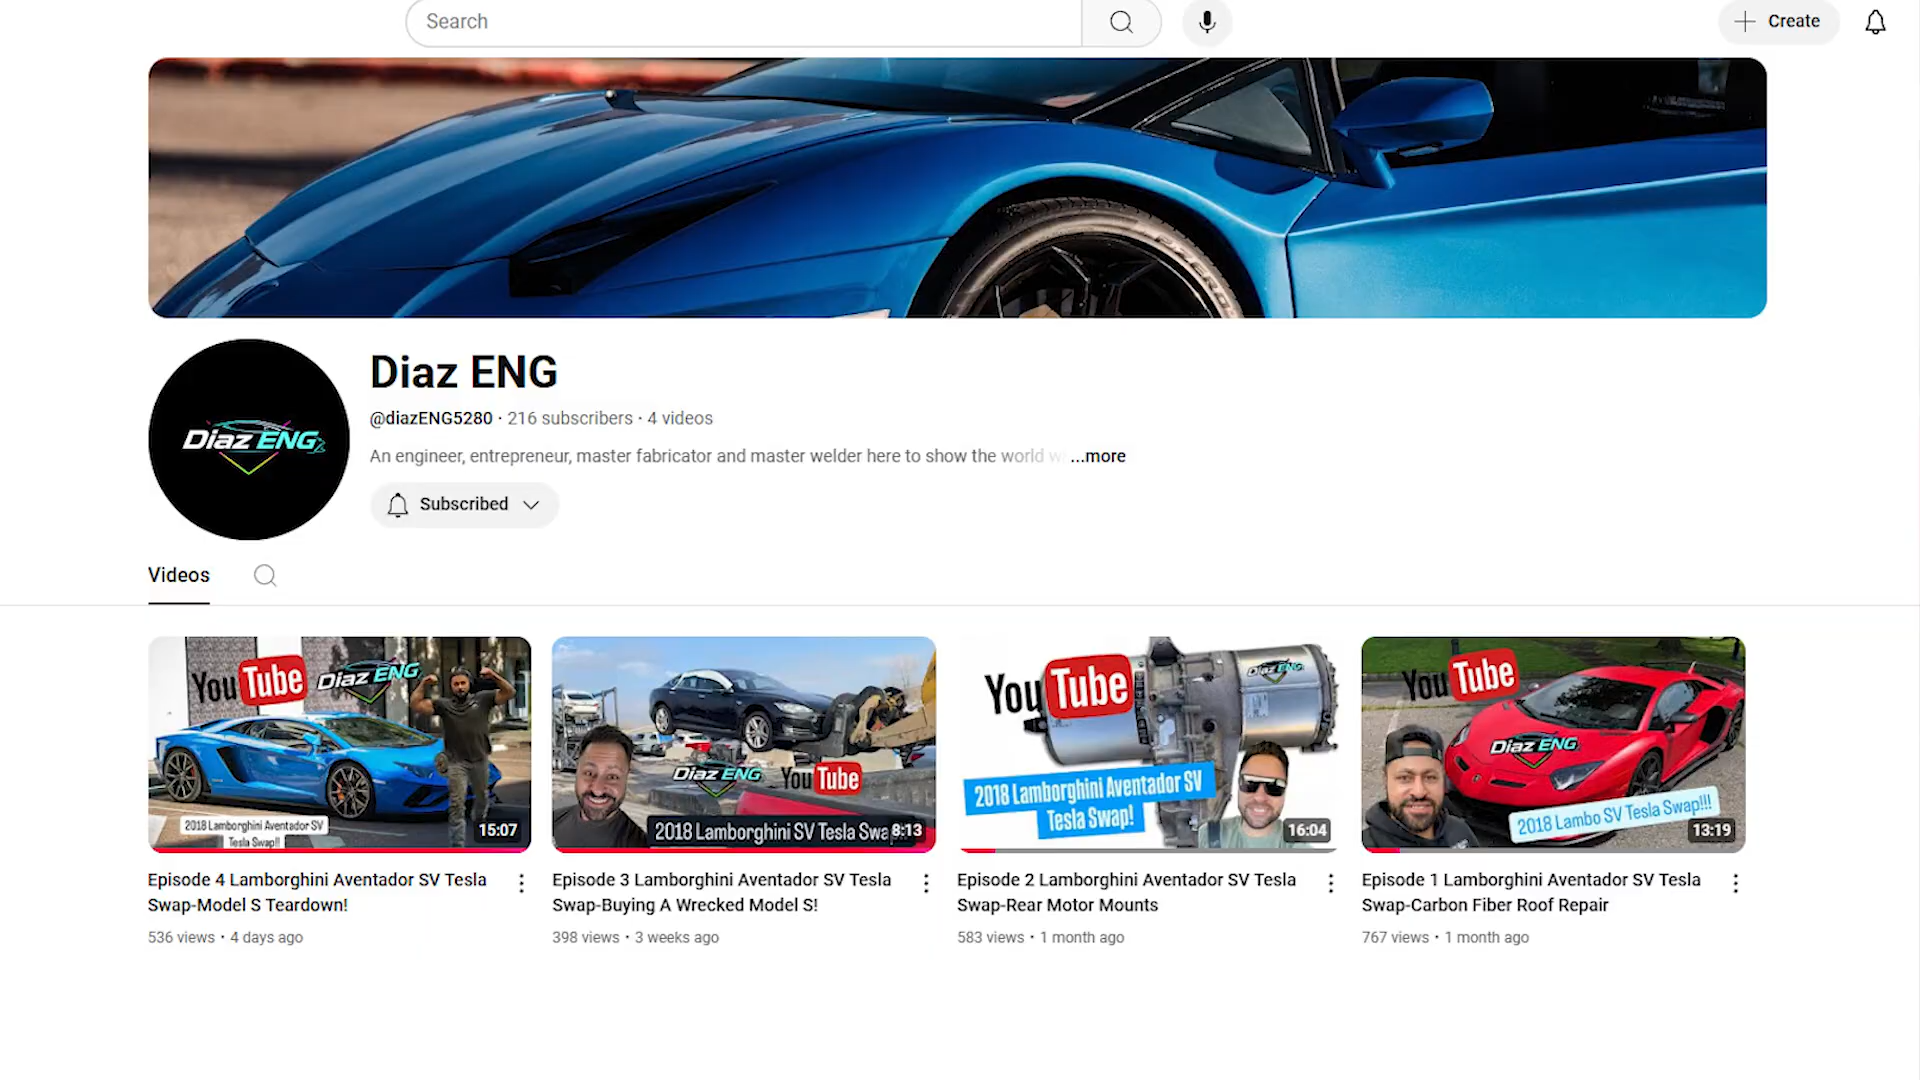 Search
Create
Diaz ENG
Diaz ENG
@diazENG5280 · 216 subscribers · 4 videos
An engineer, entrepreneur, master fabricator and master welder here to show the world ...more
Subscribed
Videos
YouTube Diaz ENG
2018 Lamborghini Aventador SV
Tesla Swap!!
15:07
Diaz ENG YouTube
2018 Lamborghini SV Tesla Swap
8:13
YouTube
Diaz ENG
2018 Lamborghini Aventador SV
Tesla Swap!
16:04
YouTube
Diaz ENG
2018 Lambo SV Tesla Swap!!!
13:19
Episode 4 Lamborghini Aventador SV Tesla
Swap-Model S Teardown!
536 views · 4 days ago
Episode 3 Lamborghini Aventador SV Tesla
Swap-Buying A Wrecked Model S!
398 views · 3 weeks ago
Episode 2 Lamborghini Aventador SV Tesla
Swap-Rear Motor Mounts
583 views · 1 month ago
Episode 1 Lamborghini Aventador SV Tesla
Swap-Carbon Fiber Roof Repair
767 views · 1 month ago